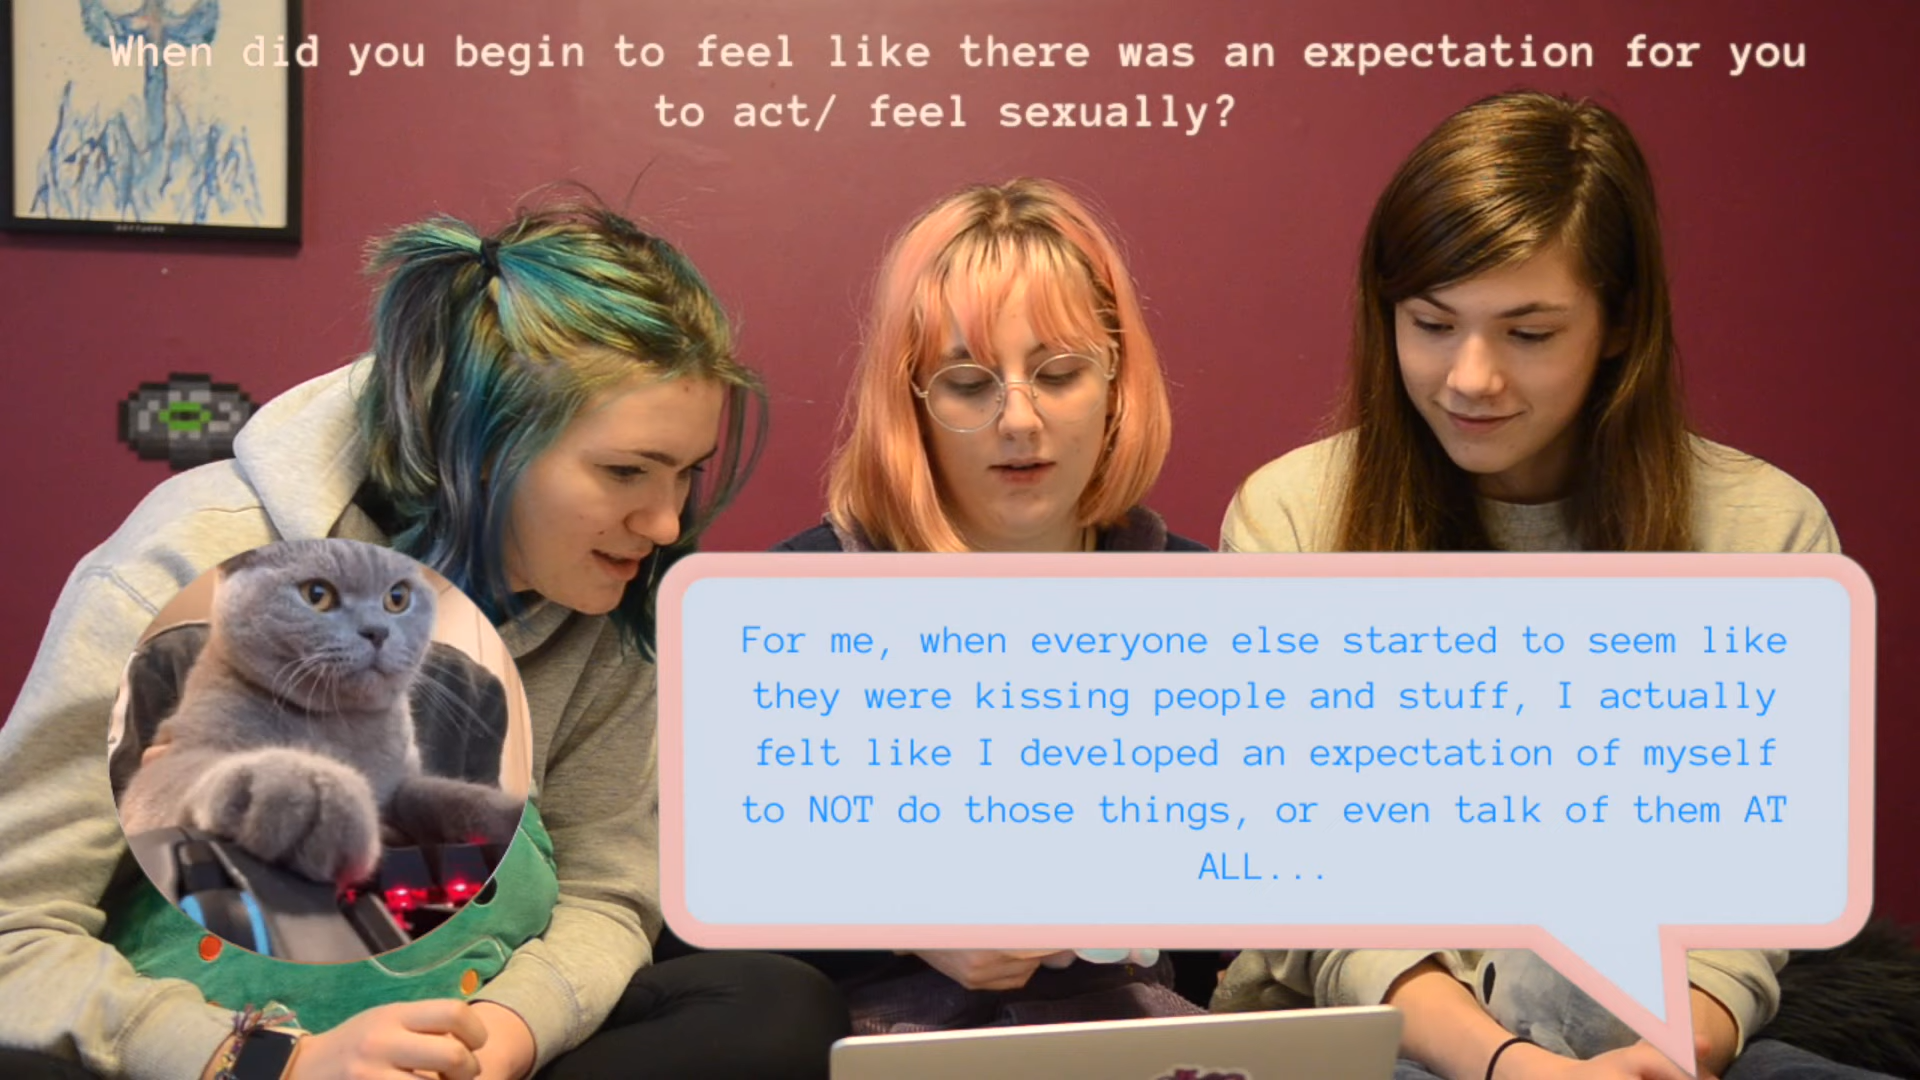 When did you begin to feel like there was an expectation for you
to act/ feel sexually?
For me, when everyone else started to seem like
they were kissing people and stuff, I actually
felt like I developed an expectation of myself
to NOT do those things, or even talk of them AT
ALL...